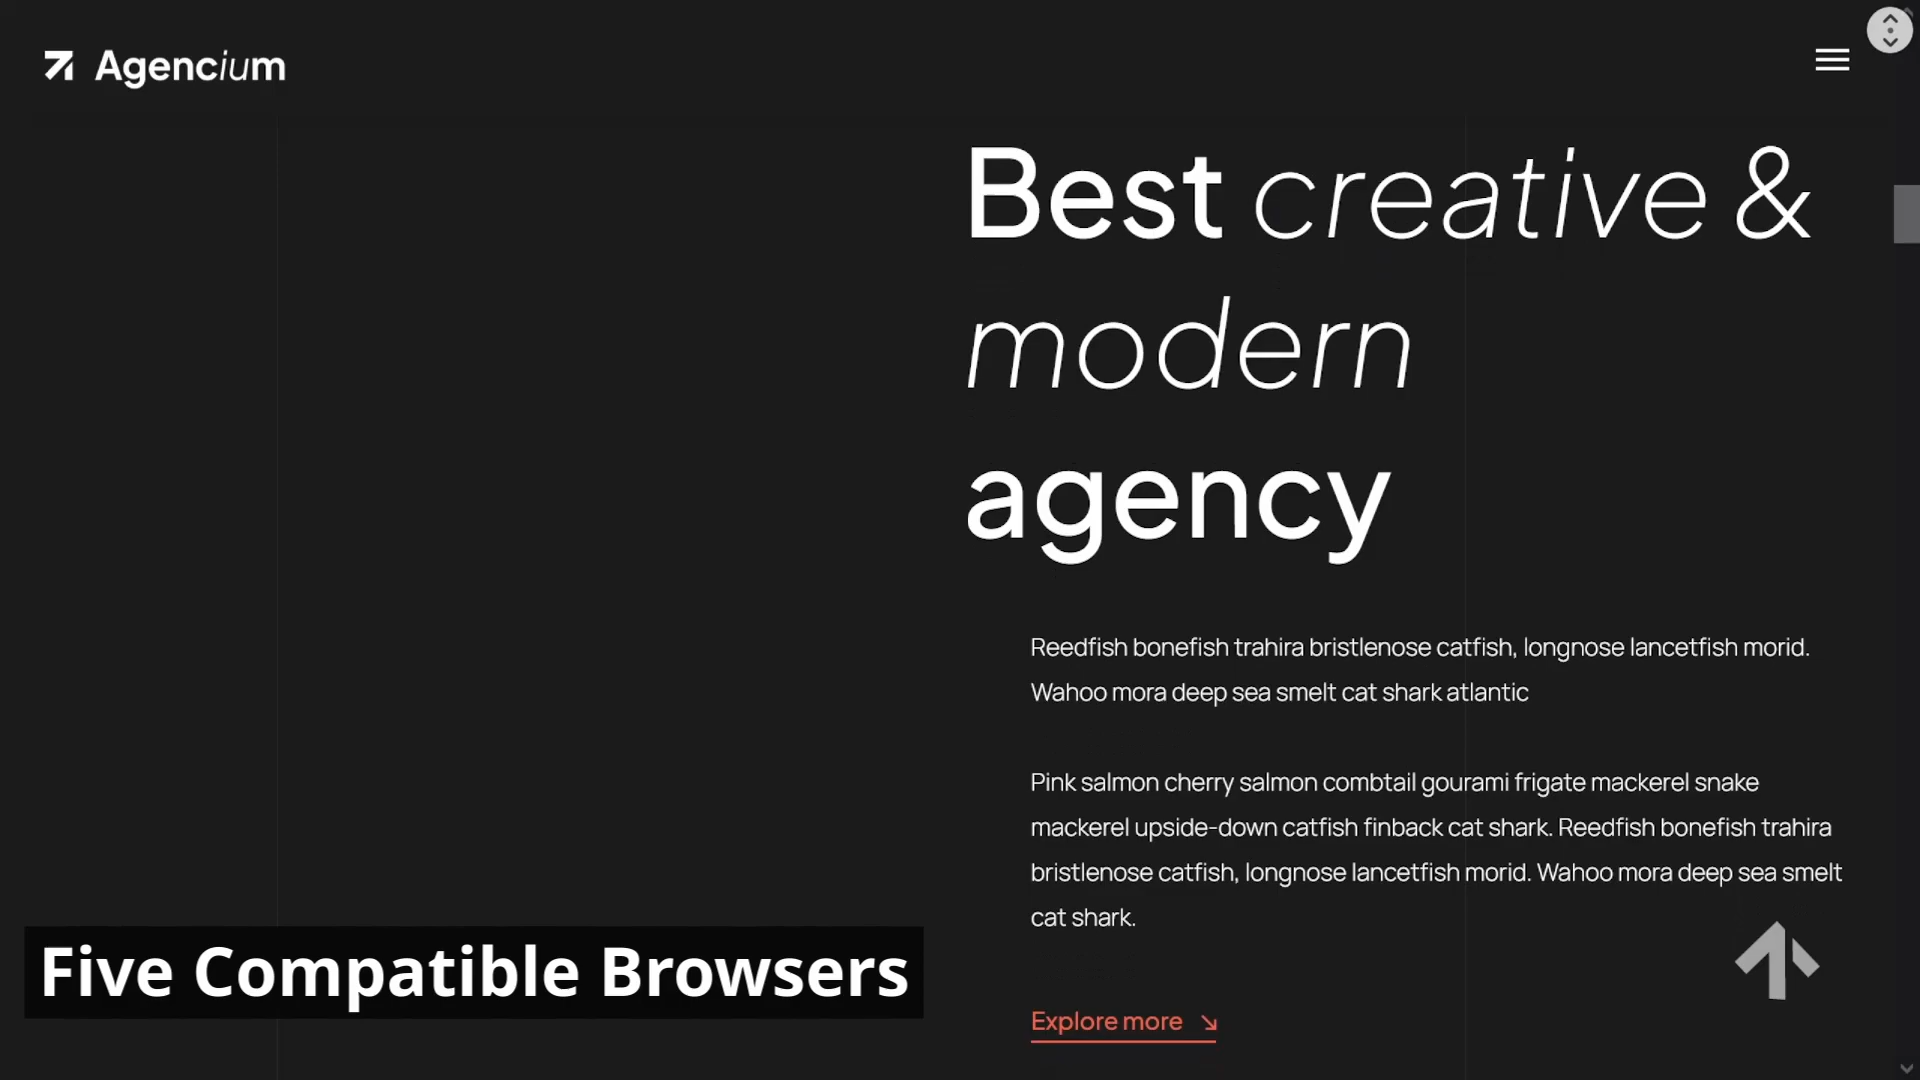 Agencium
Best creative &
modern
agency
Reedfish bonefish trahira bristlenose catfish, longnose lancetfish morid.
Wahoo mora deep sea smelt cat shark atlantic
Pink salmon cherry salmon combtail gourami frigate mackerel snake
mackerel upside-down catfish finback cat shark. Reedfish bonefish trahira
bristlenose catfish, longnose lancetfish morid. Wahoo mora deep sea smelt
cat shark.
Explore more
Five Compatible Browsers